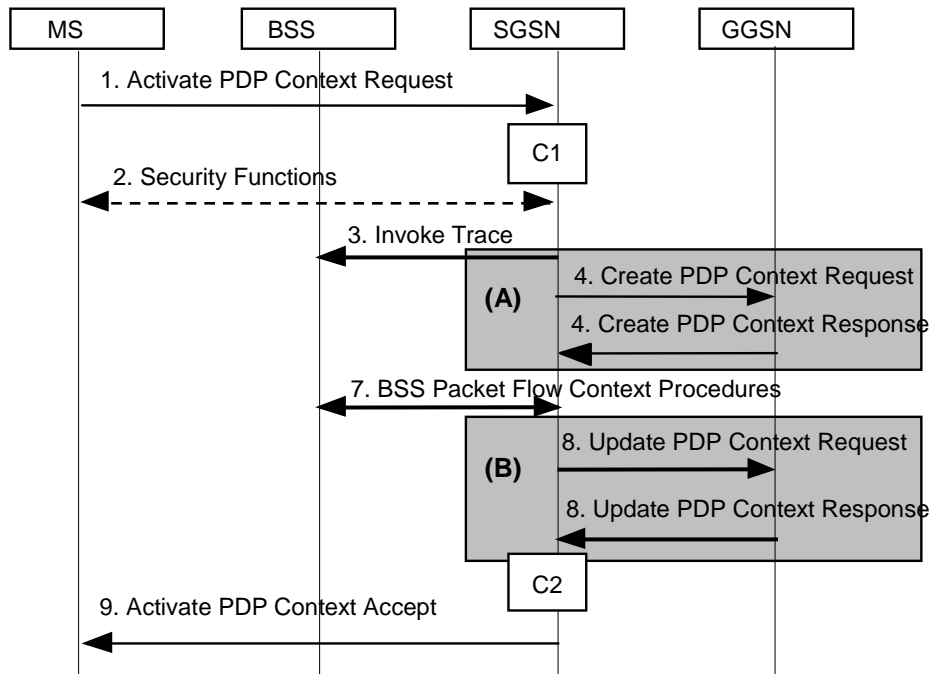 MS BSS SGSN GGSN
1. Activate PDP Context Request
C1
2. Security Functions
3. Invoke Trace
4. Create PDP Context Request
(A)
4. Create PDP Context Response
7. BSS Packet Flow Context Procedures
8. Update PDP Context Request
(B)
8. Update PDP Context Response
C2
9. Activate PDP Context Accept